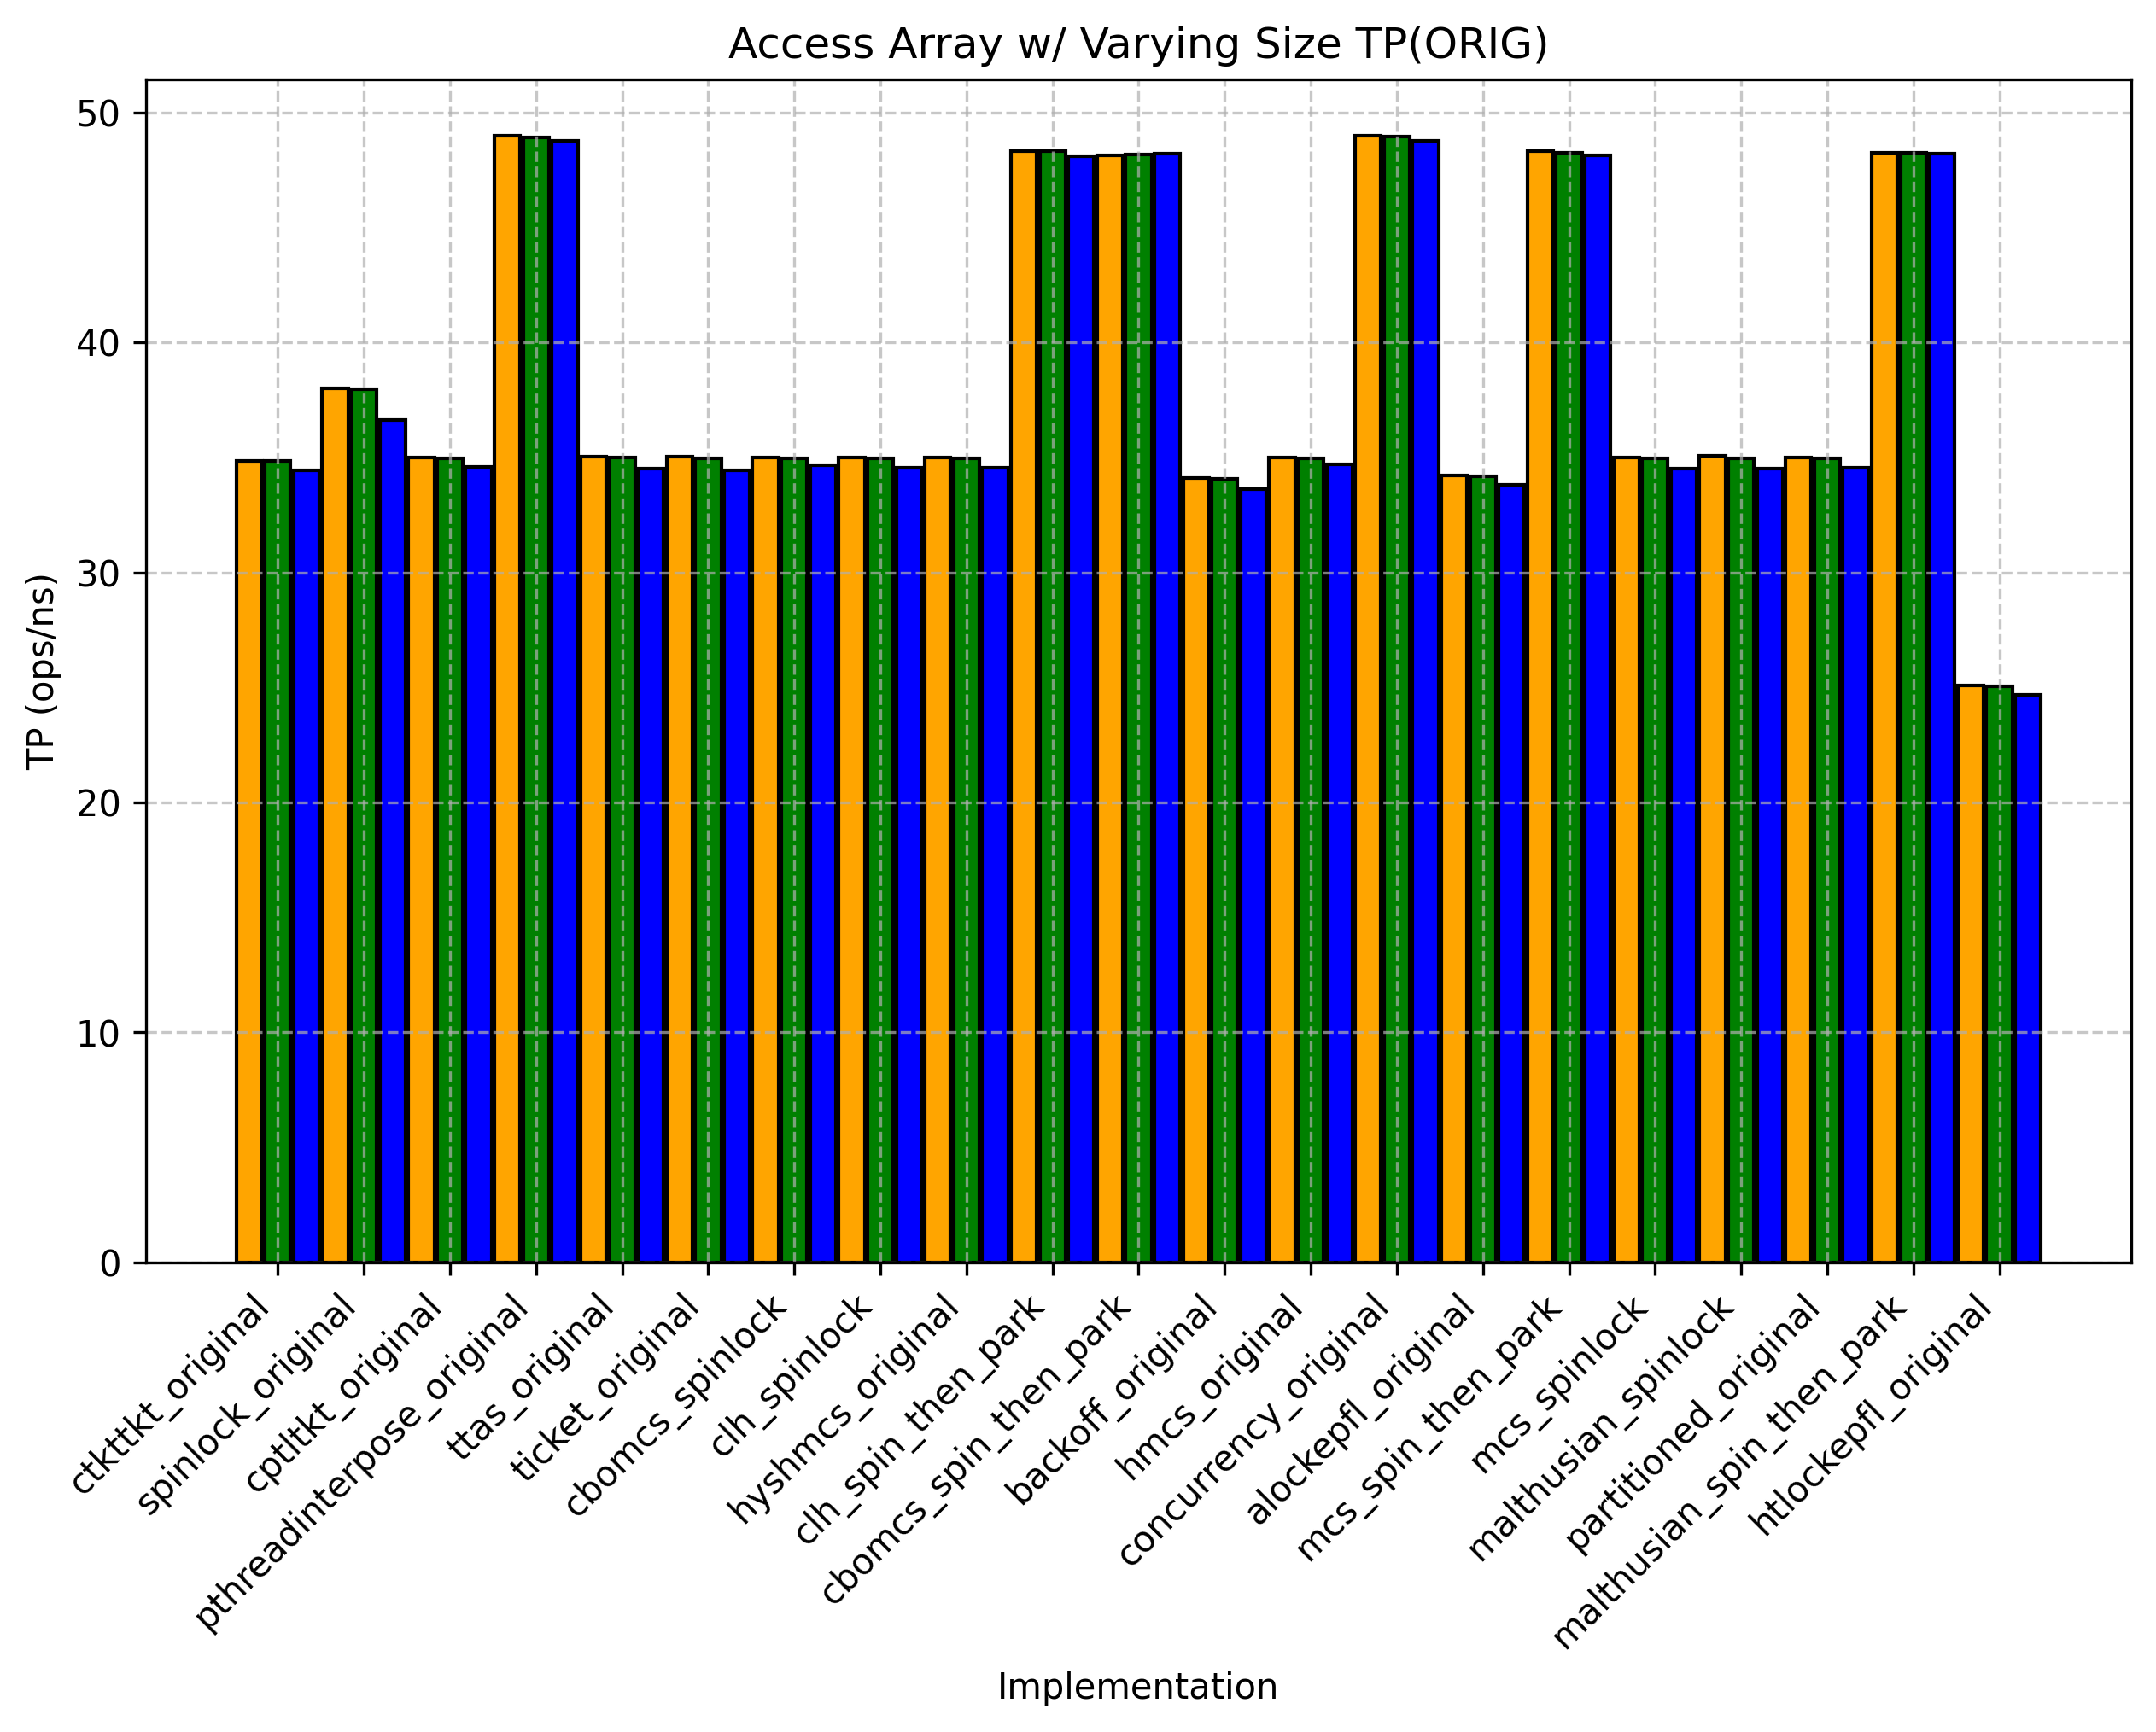 Access Array w/ Varying Size TP(ORIG)
TP (ops/ns)
50
40
30
20
10
0
ctkttkt_original
spinlock_original
cptltkt_original
pthreadinterpose_original
ttas_original
ticket_original
cbomcs_spinlock
clh_spinlock
hyshmcs_original
clh_spin_then_park
cbomcs_spin_then_park
backoff_original
hmcs_original
concurrency_original
alockepfl_original
mcs_spin_then_park
mcs_spinlock
malthusian_spinlock
partitioned_original
malthusian_spin_then_park
htlockepfl_original
Implementation